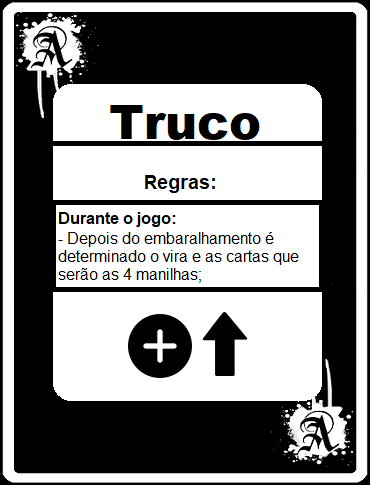 A
Truco
Regras:
Durante o jogo:
- Depois do embaralhamento é
determinado o vira e as cartas que
serão as 4 manilhas;
A